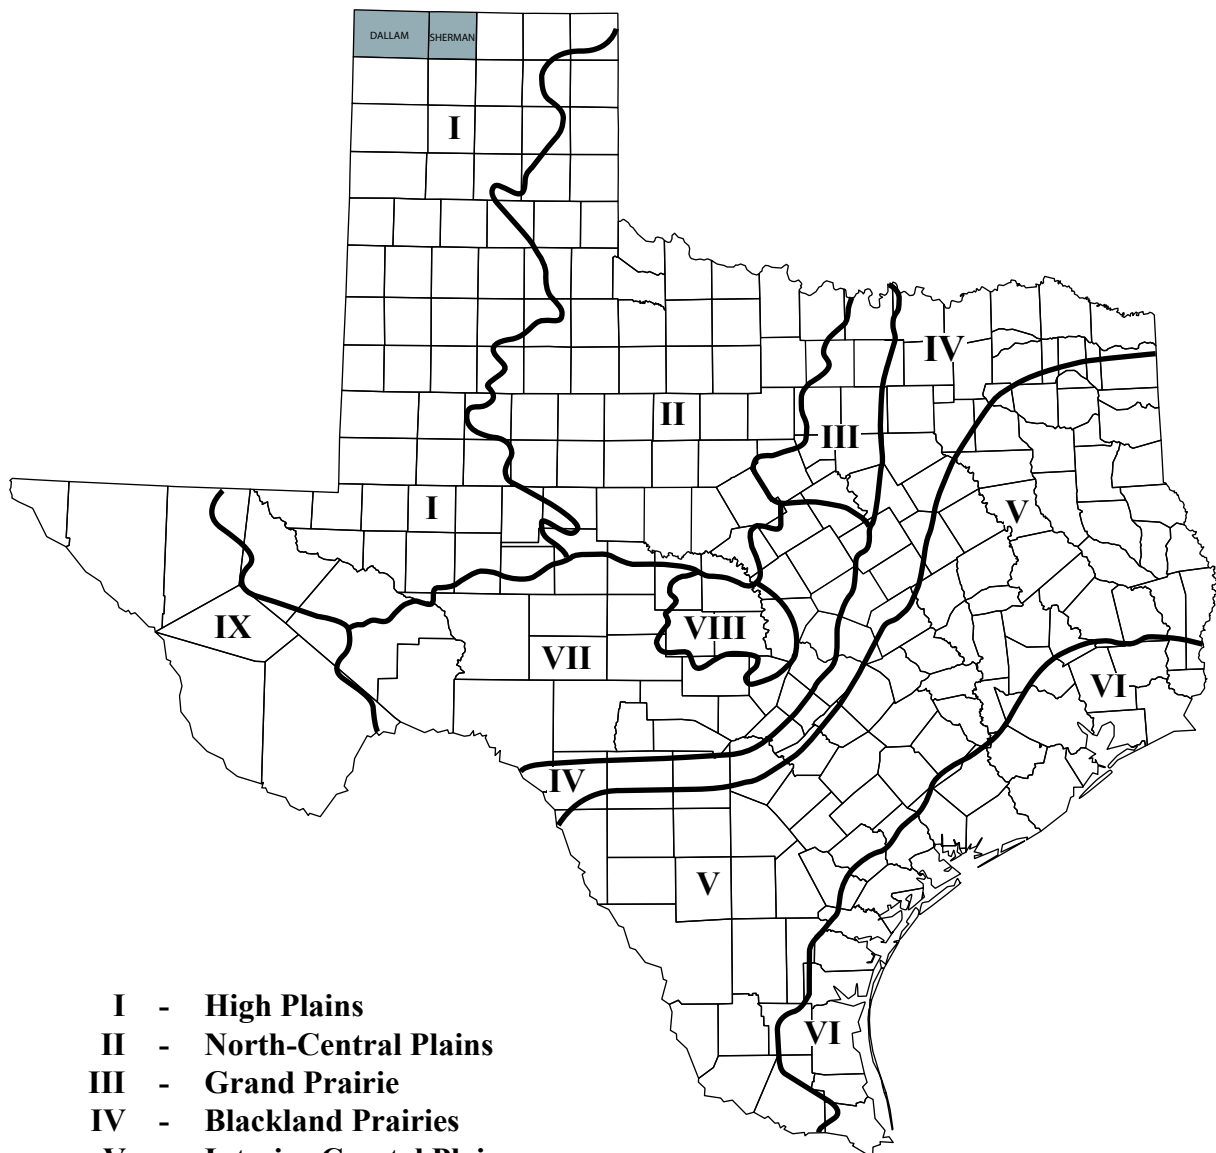 DALLAM SHERMAN
I
IV
II
III
I
V
IX
VIII
VII
VI
IV
V
VI
I - High Plains
II - North-Central Plains
III - Grand Prairie
IV - Blackland Prairies